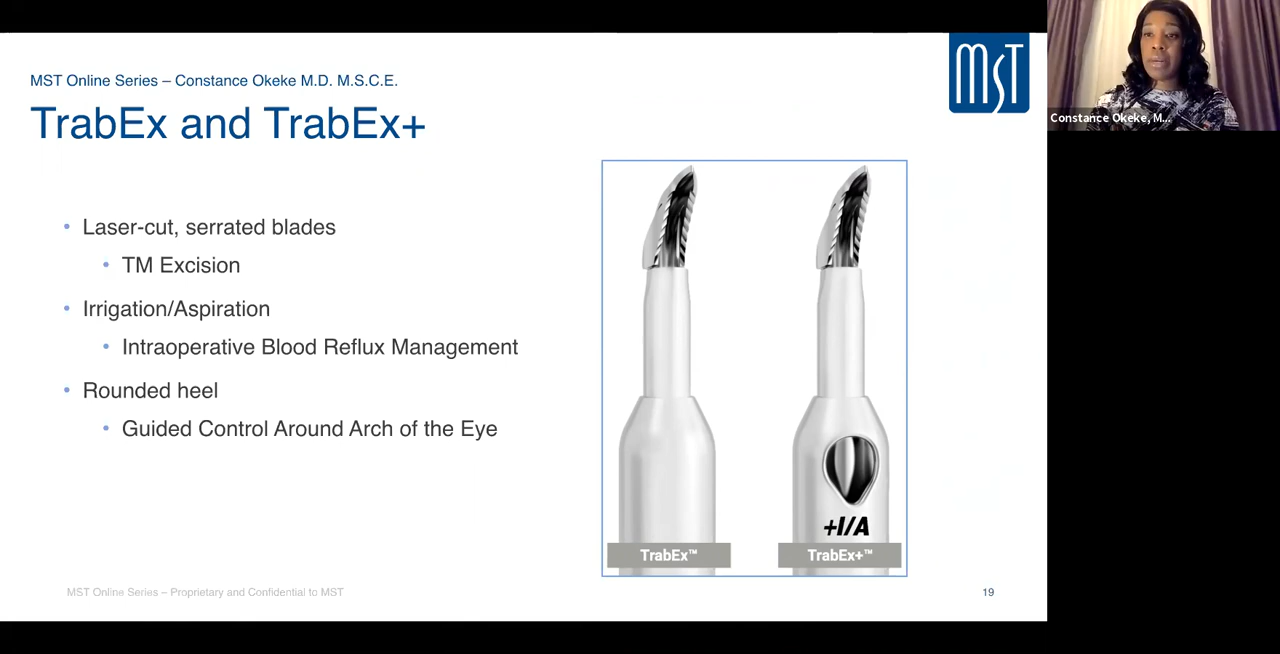 MST Online Series – Constance Okeke M.D. M.S.C.E.
TrabEx and TrabEx+
MST
Constance Okeke, M...
• Laser-cut, serrated blades
• TM Excision
• Irrigation/Aspiration
• Intraoperative Blood Reflux Management
• Rounded heel
• Guided Control Around Arch of the Eye
+I/A
TrabEx™
TrabEx+™
MST Online Series – Proprietary and Confidential to MST
19